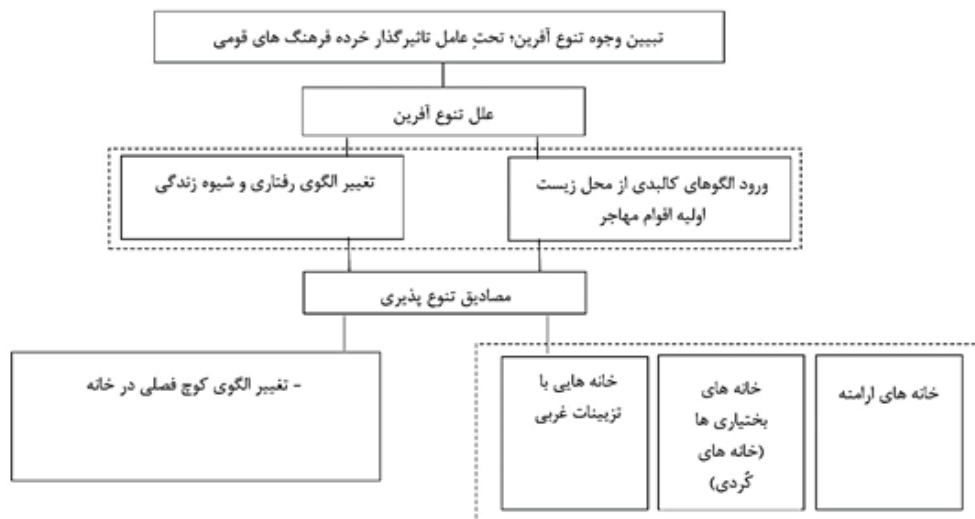 تبیین وجوه تنوع آفرین؛ تحتِ عامل تاثیرگذار خرده فرهنگ های قومی
علل تنوع آفرین
ورود الگوهای کالبدی از محل زیست
اولیه اقوام مهاجر
تغییر الگوی رفتاری و شیوه زندگی
مصادیق تنوع پذیری
خانه های ارامنه
خانه های
بختیاری ها
(خانه های
کُردی)
خانه هایی با
تزیینات غربی
- تغییر الگوی کوچ فصلی در خانه